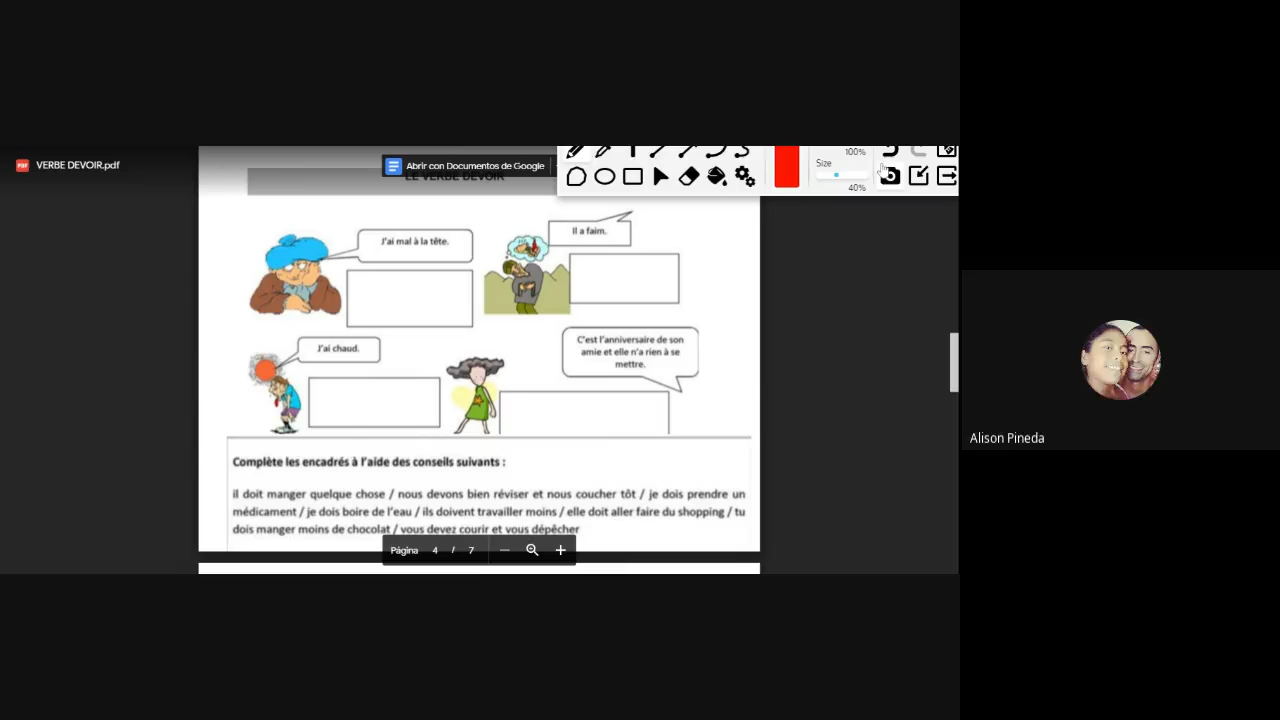 PDF VERBE DEVOIR.pdf
Abrir con Documentos de Google
LE VERBE DEVOIR
100%
Size
40%
J'ai mal à la tête.
Il a faim.
J'ai chaud.
C'est l'anniversaire de son
amie et elle n'a rien à se
mettre.
Complète les encadrés à l'aide des conseils suivants :
il doit manger quelque chose / nous devons bien réviser et nous coucher tôt / je dois prendre un
médicament / je dois boire de l'eau / ils doivent travailler moins / elle doit aller faire du shopping / tu
dois manger moins de chocolat / vous devez courir et vous dépêcher
Página 4 / 7
Alison Pineda